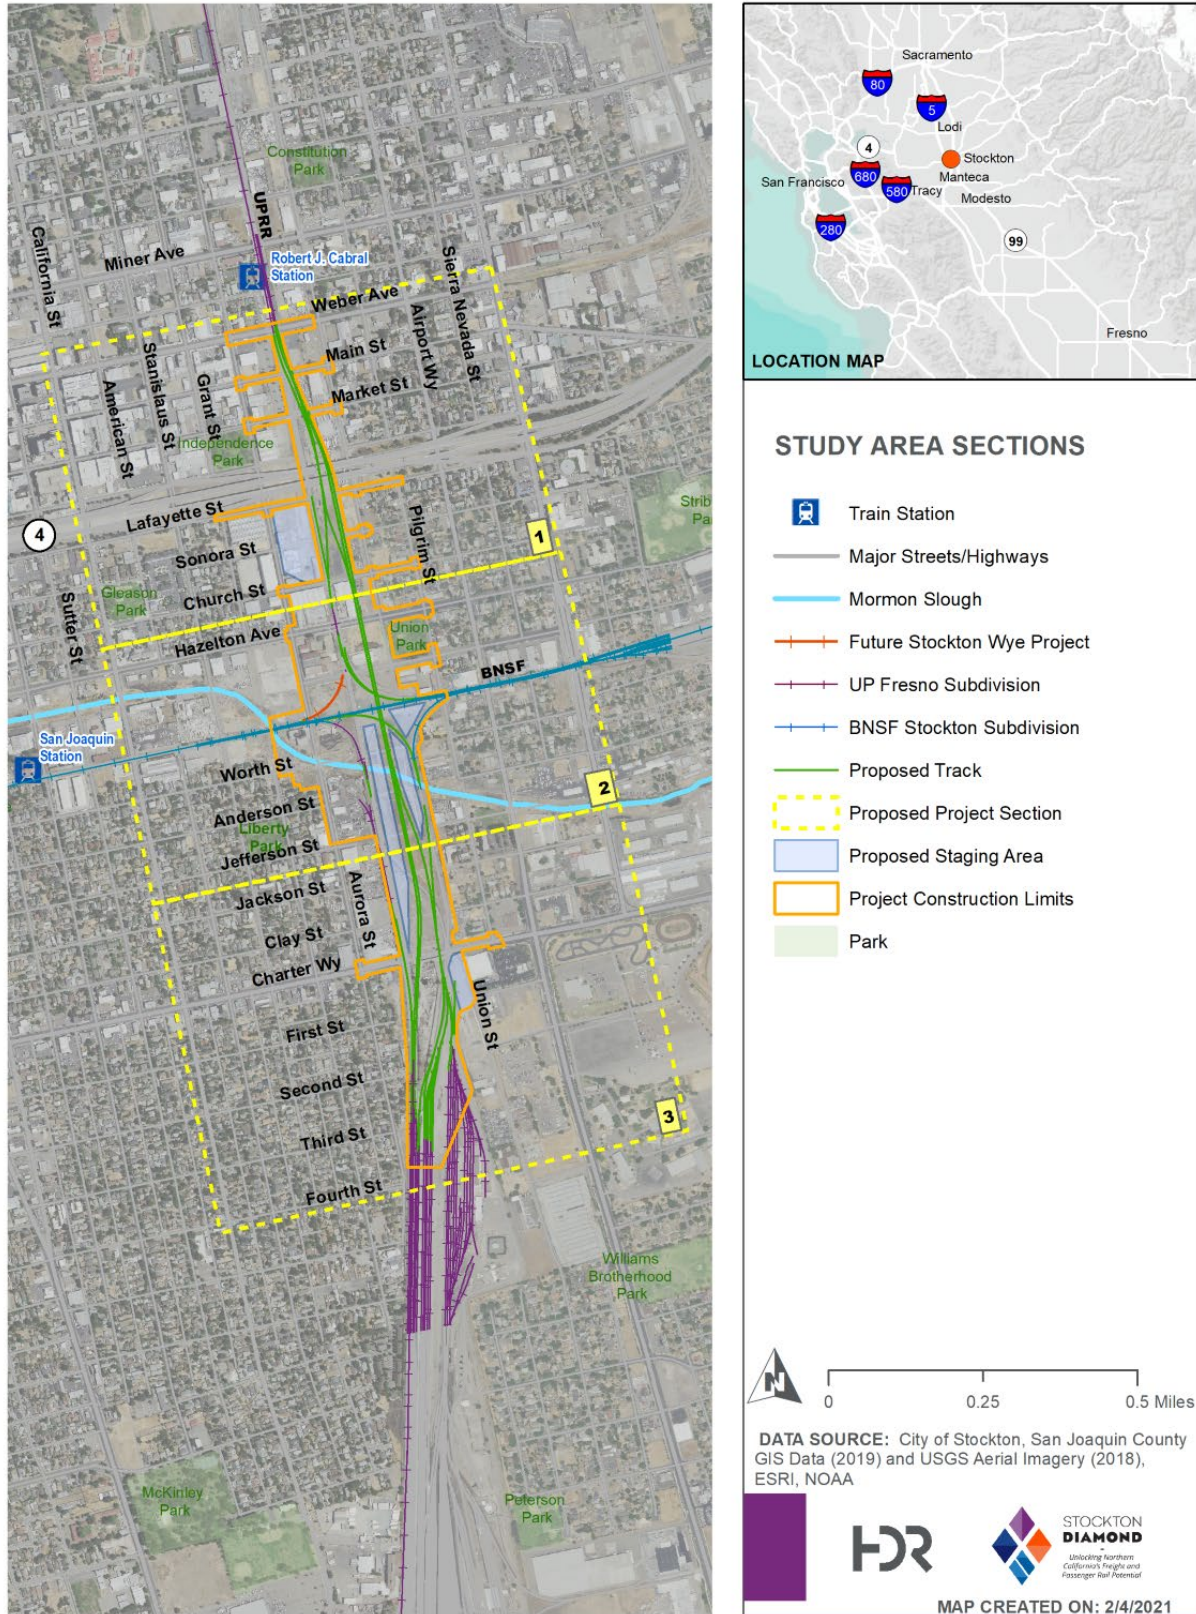 Constitution
Park
UPRR
Miner Ave
California St
Robert J. Cabral
Station
Weber Ave
Sierra Nevada St
Airport Wy
Main St
Market St
Stanislaus St
Grant St
American St
Independence
Park
Lafayette St
4
Sonora St
Pilgrim St
1
Church St
Gleason
Park
Sutter St
Hazelton Ave
Union
Park
BNSF
San Joaquin
Station
Worth St
2
Anderson St
Liberty
Park
Jefferson St
Jackson St
Aurora St
Clay St
Charter Wy
Union St
First St
Second St
Third St
3
Fourth St
Williams
Brotherhood
Park
McKinley
Park
Peterson
Park
Sacramento
80
5
Lodi
4
Stockton
680
Manteca
San Francisco
580
Tracy
Modesto
280
99
Fresno
LOCATION MAP
STUDY AREA SECTIONS
Train Station
Major Streets/Highways
Mormon Slough
Future Stockton Wye Project
UP Fresno Subdivision
BNSF Stockton Subdivision
Proposed Track
Proposed Project Section
Proposed Staging Area
Project Construction Limits
Park
N
0 0.25 0.5 Miles
DATA SOURCE: City of Stockton, San Joaquin County
GIS Data (2019) and USGS Aerial Imagery (2018),
ESRI, NOAA
HDR
STOCKTON
DIAMOND
Unlocking Northern
California's Freight and
Passenger Rail Potential
MAP CREATED ON: 2/4/2021